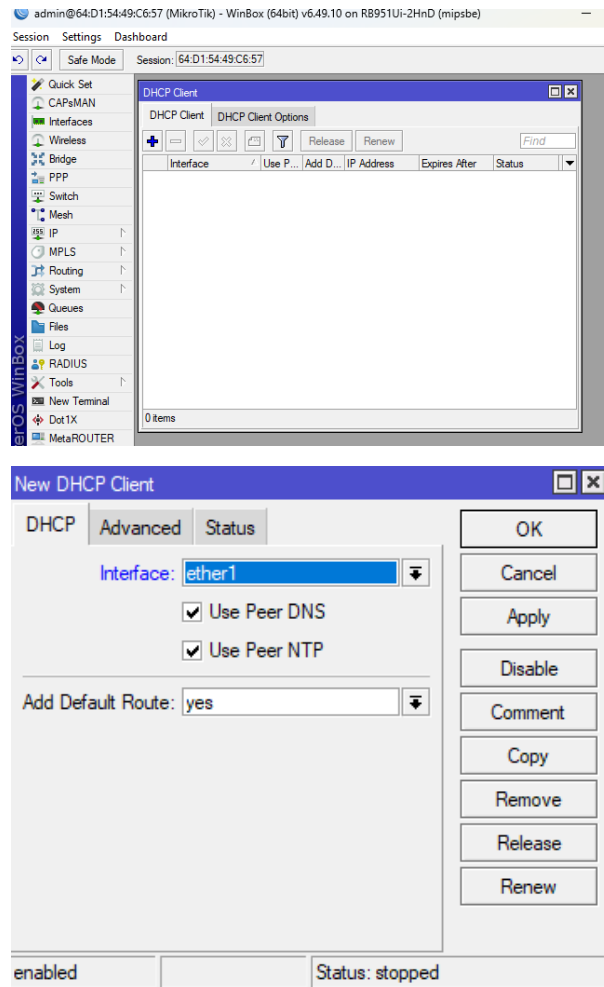 admin@64:D1:54:49:C6:57 (MikroTik) - WinBox (64bit) v6.49.10 on RB951Ui-2HnD (mipsbe)
Session Settings Dashboard
Safe Mode Session: 64:D1:54:49:C6:57
Quick Set
CAPsMAN
Interfaces
Wireless
Bridge
PPP
Switch
Mesh
IP
MPLS
Routing
System
Queues
Files
Log
RADIUS
Tools
New Terminal
Dot1X
MetaROUTER
erOS WinBox
DHCP Client
DHCP Client DHCP Client Options
Release Renew Find
Interface Use P... Add D... IP Address Expires After Status
0 items
New DHCP Client
DHCP Advanced Status
Interface: ether1
Use Peer DNS
Use Peer NTP
Add Default Route: yes
OK
Cancel
Apply
Disable
Comment
Copy
Remove
Release
Renew
enabled Status: stopped